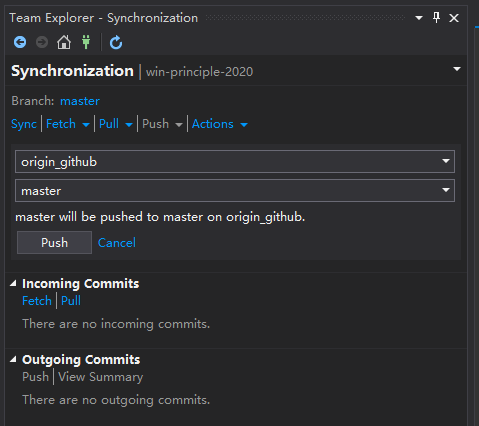 Team Explorer - Synchronization
Synchronization | win-principle-2020
Branch: master
Sync | Fetch | Pull | Push | Actions
origin_github
master
master will be pushed to master on origin_github.
Push Cancel
Incoming Commits
Fetch | Pull
There are no incoming commits.
Outgoing Commits
Push | View Summary
There are no outgoing commits.